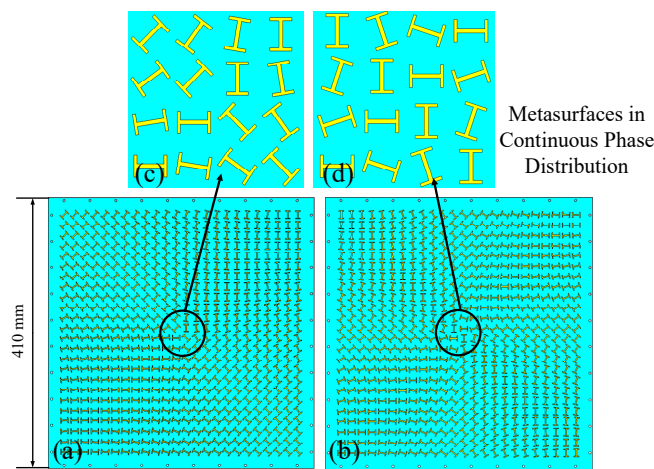 (c)
(d)
Metasurfaces in
Continuous Phase
Distribution
410 mm
(a)
(b)